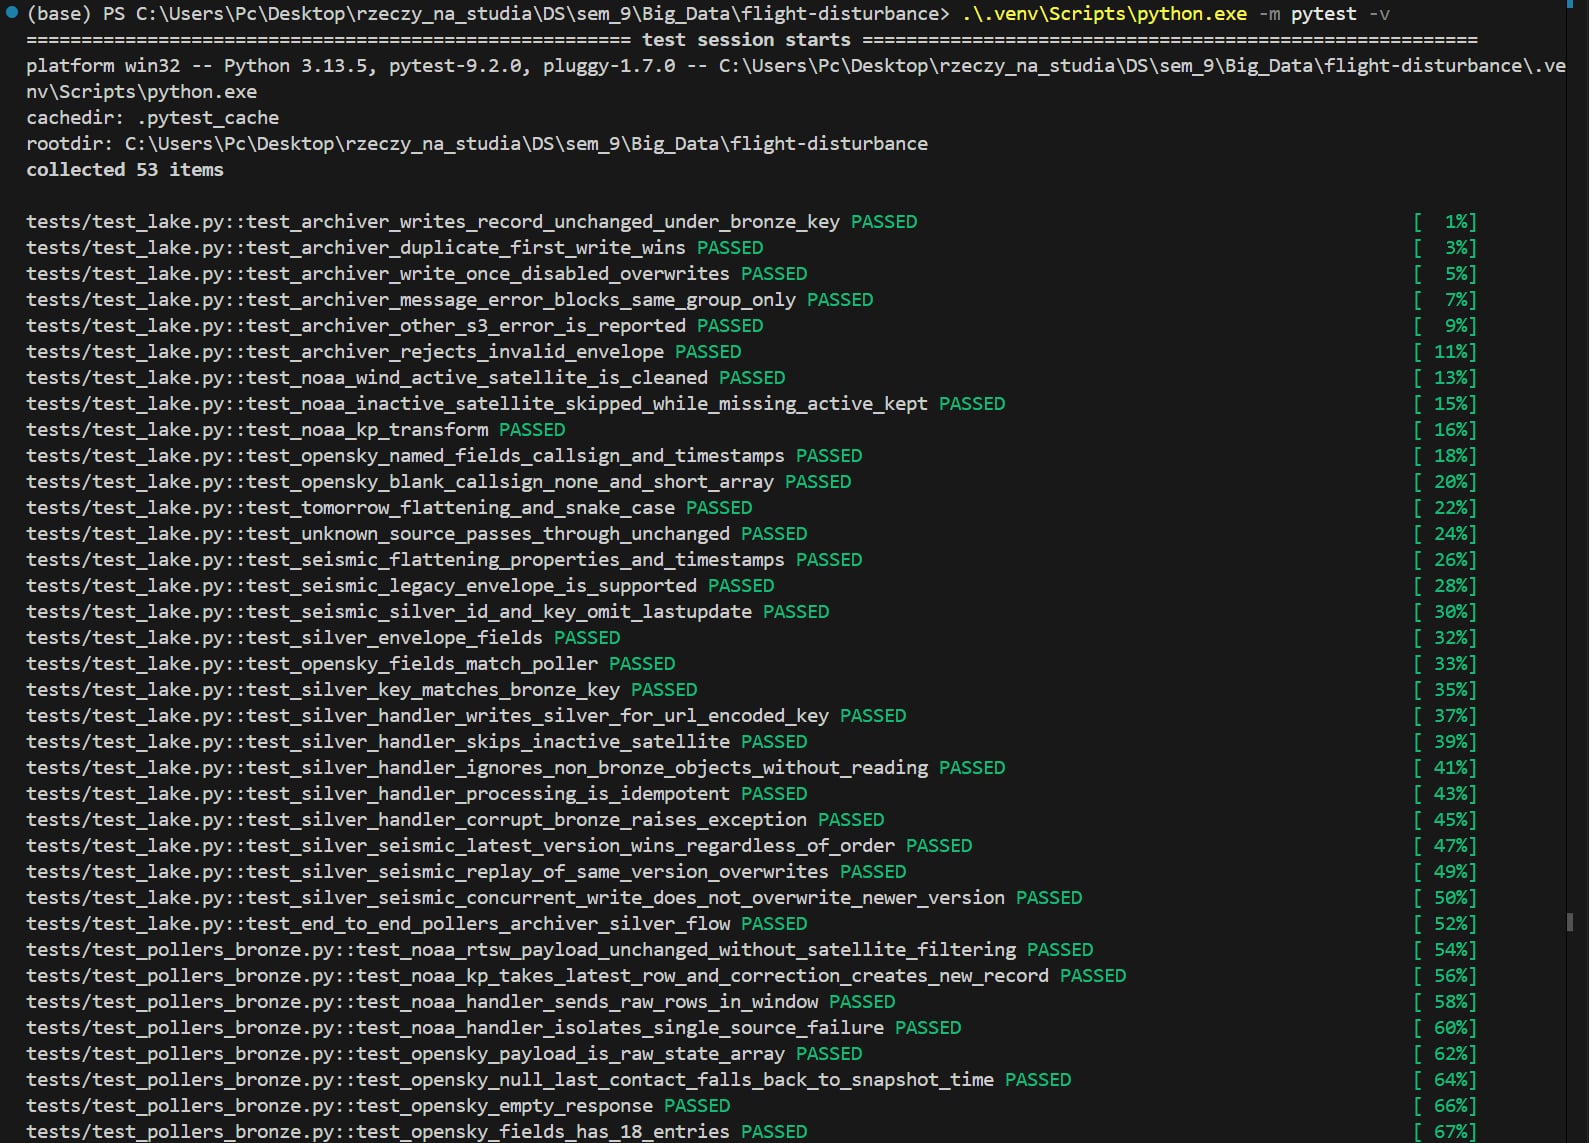 (base) PS C:\Users\Pc\Desktop\rzeczy_na_studia\DS\sem_9\Big_Data\flight-disturbance> .\.venv\Scripts\python.exe -m pytest -v
======================================================= test session starts ========================================================
platform win32 -- Python 3.13.5, pytest-9.2.0, pluggy-1.7.0 -- C:\Users\Pc\Desktop\rzeczy_na_studia\DS\sem_9\Big_Data\flight-disturbance\.ve
nv\Scripts\python.exe
cachedir: .pytest_cache
rootdir: C:\Users\Pc\Desktop\rzeczy_na_studia\DS\sem_9\Big_Data\flight-disturbance
collected 53 items
tests/test_lake.py::test_archiver_writes_record_unchanged_under_bronze_key PASSED [  1%]
tests/test_lake.py::test_archiver_duplicate_first_write_wins PASSED [  3%]
tests/test_lake.py::test_archiver_write_once_disabled_overwrites PASSED [  5%]
tests/test_lake.py::test_archiver_message_error_blocks_same_group_only PASSED [  7%]
tests/test_lake.py::test_archiver_other_s3_error_is_reported PASSED [  9%]
tests/test_lake.py::test_archiver_rejects_invalid_envelope PASSED [ 11%]
tests/test_lake.py::test_noaa_wind_active_satellite_is_cleaned PASSED [ 13%]
tests/test_lake.py::test_noaa_inactive_satellite_skipped_while_missing_active_kept PASSED [ 15%]
tests/test_lake.py::test_noaa_kp_transform PASSED [ 16%]
tests/test_lake.py::test_opensky_named_fields_callsign_and_timestamps PASSED [ 18%]
tests/test_lake.py::test_opensky_blank_callsign_none_and_short_array PASSED [ 20%]
tests/test_lake.py::test_tomorrow_flattening_and_snake_case PASSED [ 22%]
tests/test_lake.py::test_unknown_source_passes_through_unchanged PASSED [ 24%]
tests/test_lake.py::test_seismic_flattening_properties_and_timestamps PASSED [ 26%]
tests/test_lake.py::test_seismic_legacy_envelope_is_supported PASSED [ 28%]
tests/test_lake.py::test_seismic_silver_id_and_key_omit_lastupdate PASSED [ 30%]
tests/test_lake.py::test_silver_envelope_fields PASSED [ 32%]
tests/test_lake.py::test_opensky_fields_match_poller PASSED [ 33%]
tests/test_lake.py::test_silver_key_matches_bronze_key PASSED [ 35%]
tests/test_lake.py::test_silver_handler_writes_silver_for_url_encoded_key PASSED [ 37%]
tests/test_lake.py::test_silver_handler_skips_inactive_satellite PASSED [ 39%]
tests/test_lake.py::test_silver_handler_ignores_non_bronze_objects_without_reading PASSED [ 41%]
tests/test_lake.py::test_silver_handler_processing_is_idempotent PASSED [ 43%]
tests/test_lake.py::test_silver_handler_corrupt_bronze_raises_exception PASSED [ 45%]
tests/test_lake.py::test_silver_seismic_latest_version_wins_regardless_of_order PASSED [ 47%]
tests/test_lake.py::test_silver_seismic_replay_of_same_version_overwrites PASSED [ 49%]
tests/test_lake.py::test_silver_seismic_concurrent_write_does_not_overwrite_newer_version PASSED [ 50%]
tests/test_lake.py::test_end_to_end_pollers_archiver_silver_flow PASSED [ 52%]
tests/test_pollers_bronze.py::test_noaa_rtsw_payload_unchanged_without_satellite_filtering PASSED [ 54%]
tests/test_pollers_bronze.py::test_noaa_kp_takes_latest_row_and_correction_creates_new_record PASSED [ 56%]
tests/test_pollers_bronze.py::test_noaa_handler_sends_raw_rows_in_window PASSED [ 58%]
tests/test_pollers_bronze.py::test_noaa_handler_isolates_single_source_failure PASSED [ 60%]
tests/test_pollers_bronze.py::test_opensky_payload_is_raw_state_array PASSED [ 62%]
tests/test_pollers_bronze.py::test_opensky_null_last_contact_falls_back_to_snapshot_time PASSED [ 64%]
tests/test_pollers_bronze.py::test_opensky_empty_response PASSED [ 66%]
tests/test_pollers_bronze.py::test_opensky_fields_has_18_entries PASSED [ 67%]